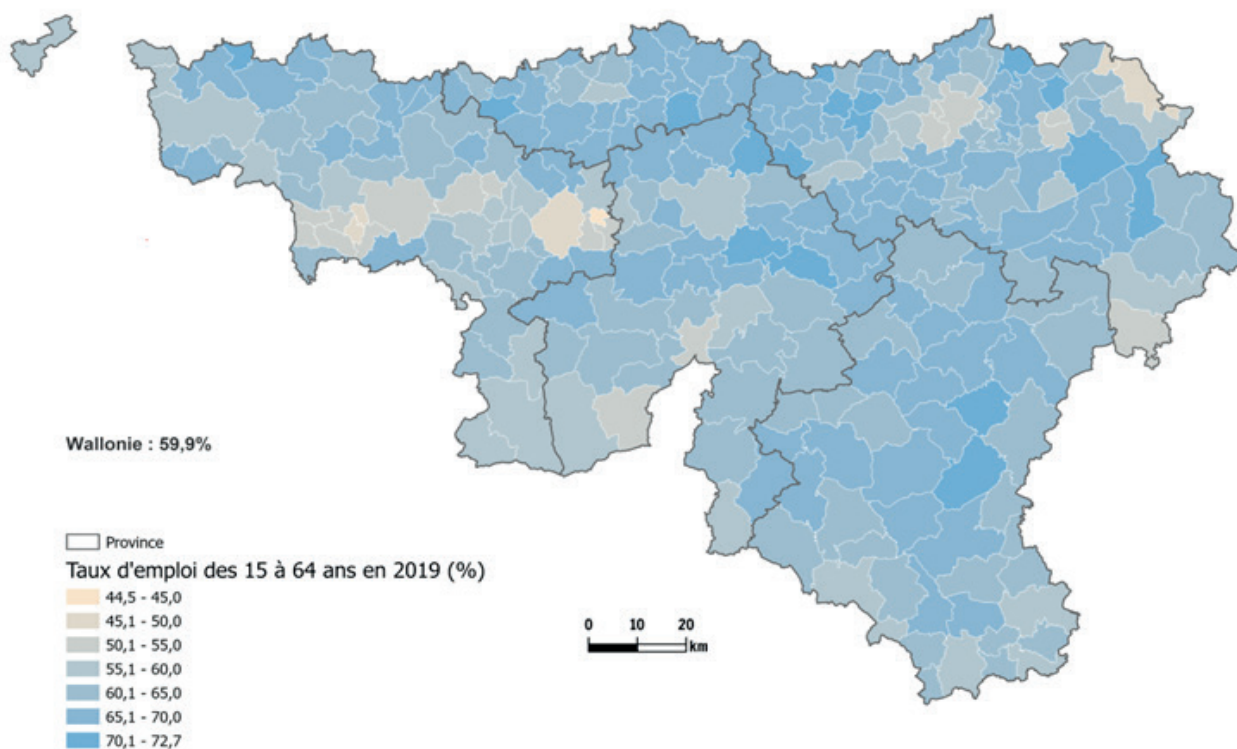 Wallonie : 59,9%
Province
Taux d'emploi des 15 à 64 ans en 2019 (%)
44,5 - 45,0
45,1 - 50,0
50,1 - 55,0
55,1 - 60,0
60,1 - 65,0
65,1 - 70,0
70,1 - 72,7
0 10 20
km